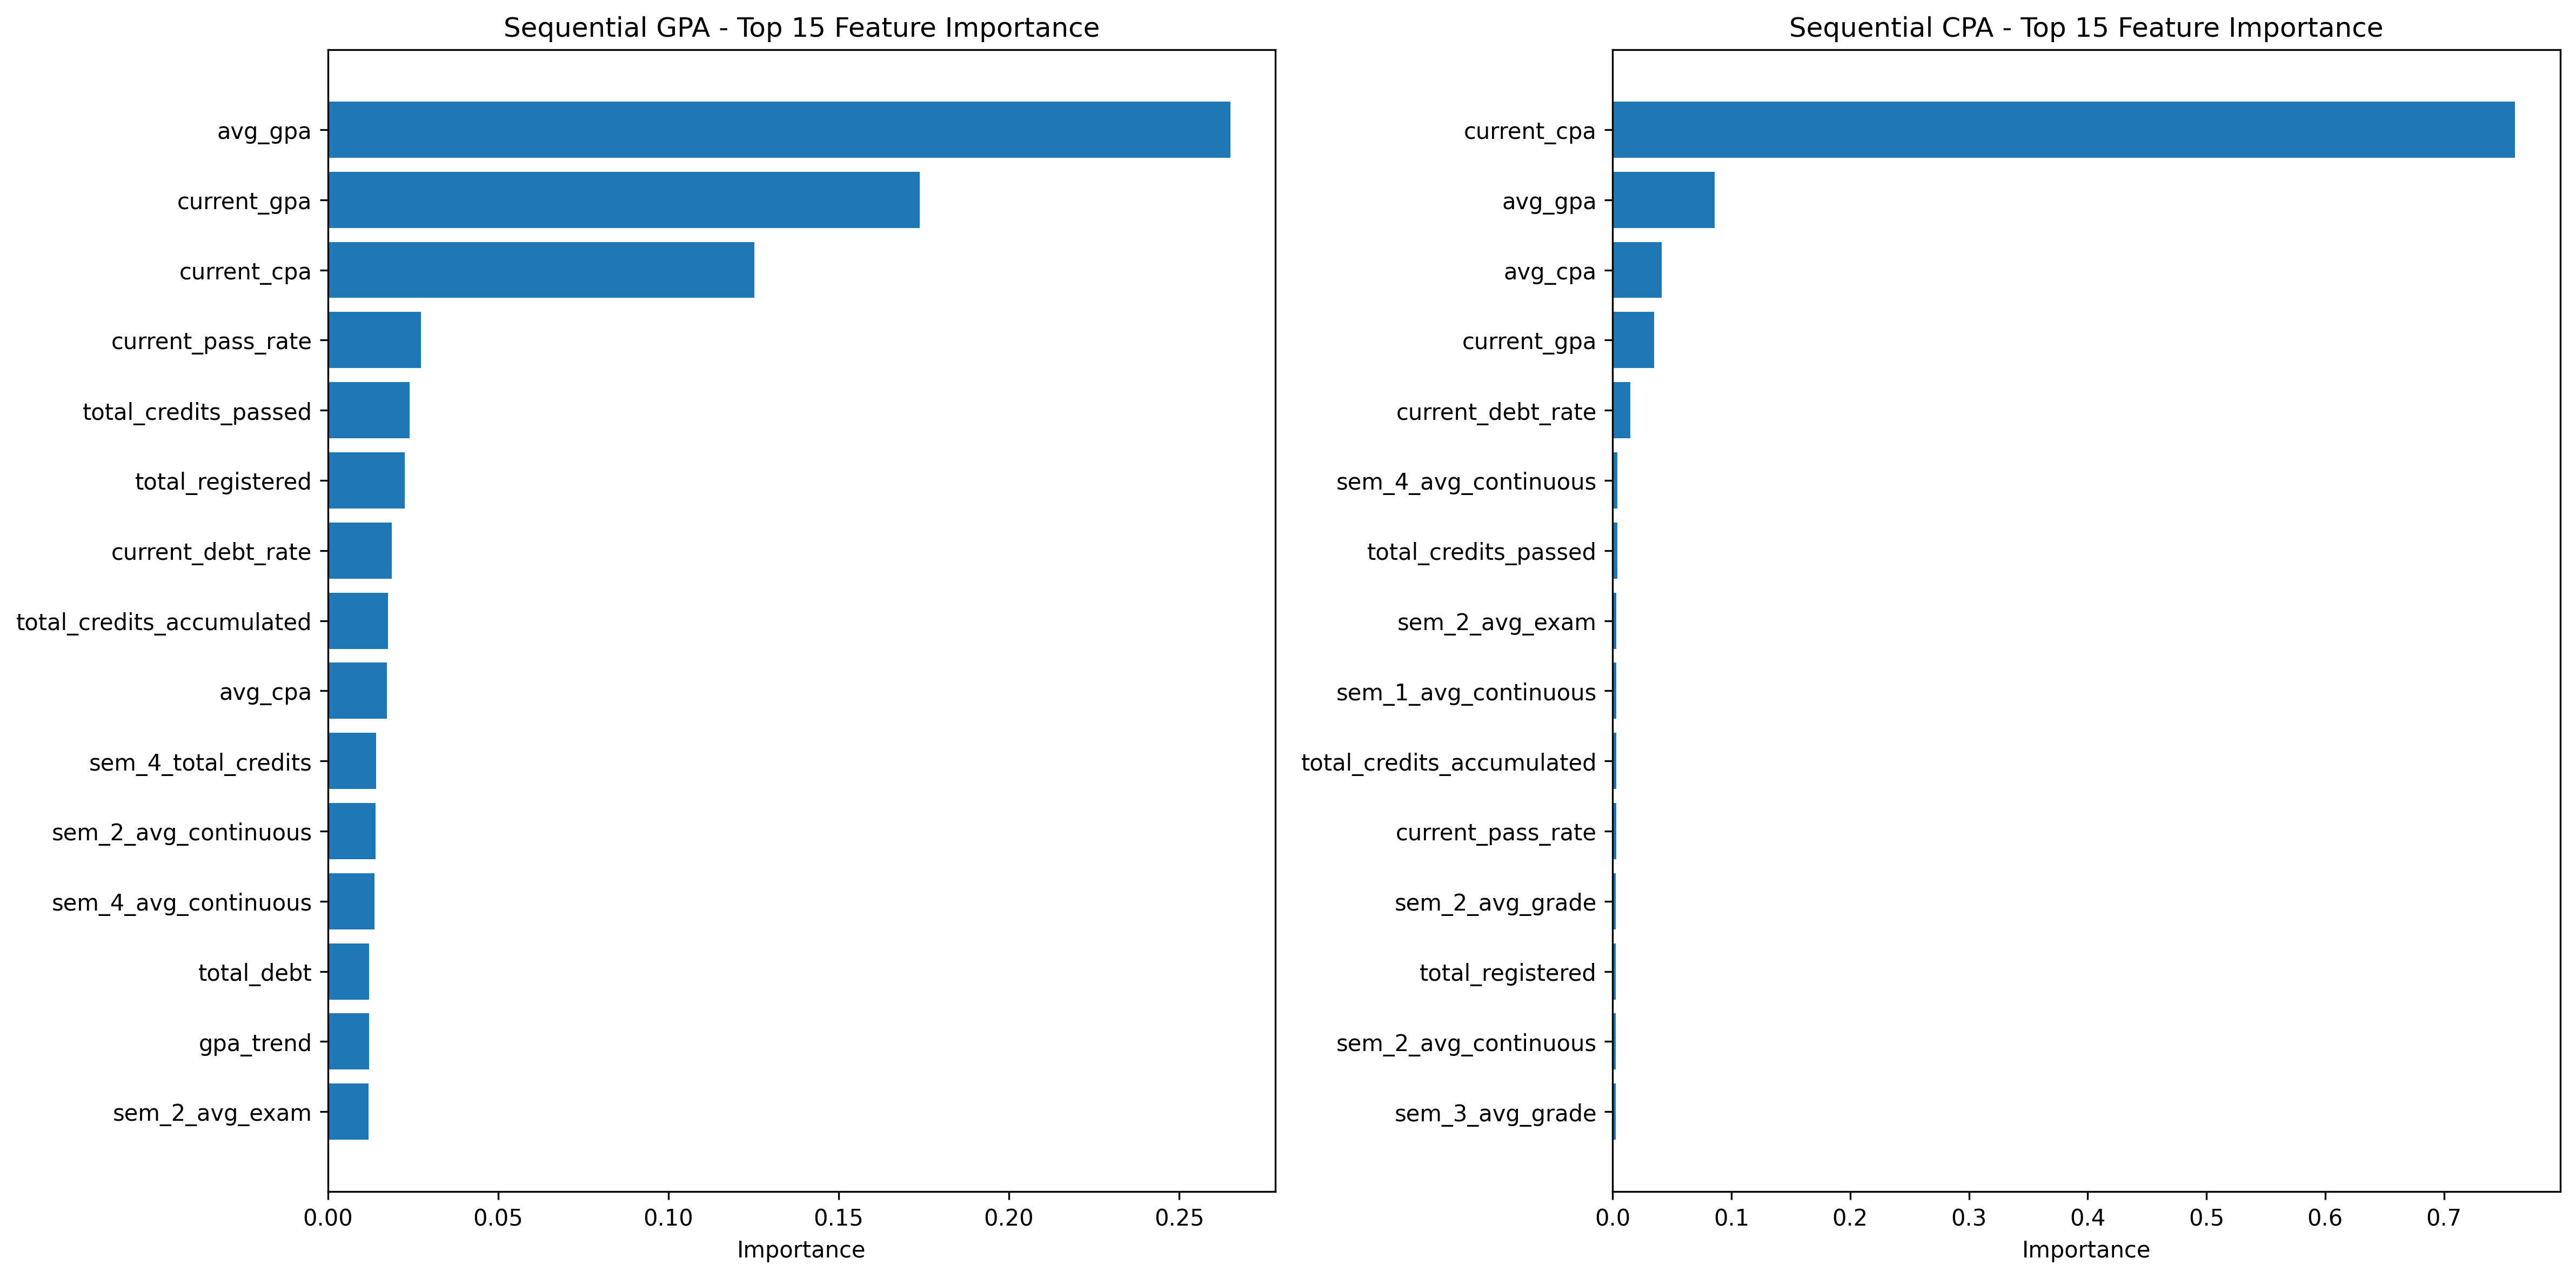 Sequential GPA - Top 15 Feature Importance
avg_gpa
current_gpa
current_cpa
current_pass_rate
total_credits_passed
total_registered
current_debt_rate
total_credits_accumulated
avg_cpa
sem_4_total_credits
sem_2_avg_continuous
sem_4_avg_continuous
total_debt
gpa_trend
sem_2_avg_exam
0.00 0.05 0.10 0.15 0.20 0.25
Importance
Sequential CPA - Top 15 Feature Importance
current_cpa
avg_gpa
avg_cpa
current_gpa
current_debt_rate
sem_4_avg_continuous
total_credits_passed
sem_2_avg_exam
sem_1_avg_continuous
total_credits_accumulated
current_pass_rate
sem_2_avg_grade
total_registered
sem_2_avg_continuous
sem_3_avg_grade
0.0 0.1 0.2 0.3 0.4 0.5 0.6 0.7
Importance